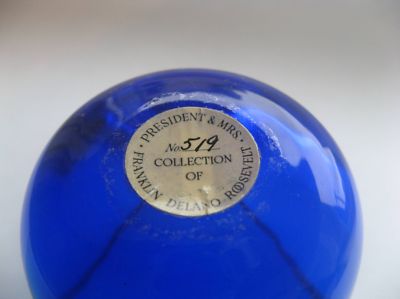 · PRESIDENT & MRS. ·
No. 519
COLLECTION
OF
FRANKLIN DELANO ROOSEVELT